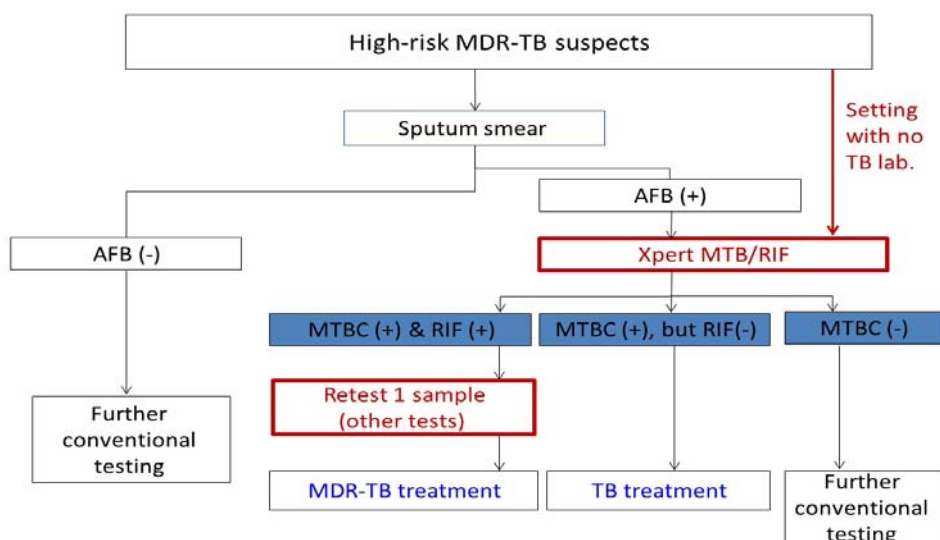 High-risk MDR-TB suspects
Setting
with no
TB lab.
Sputum smear
AFB (+)
AFB (-)
Xpert MTB/RIF
MTBC (+) & RIF (+)
MTBC (+), but RIF(-)
MTBC (-)
Retest 1 sample
(other tests)
Further
conventional
testing
MDR-TB treatment
TB treatment
Further
conventional
testing